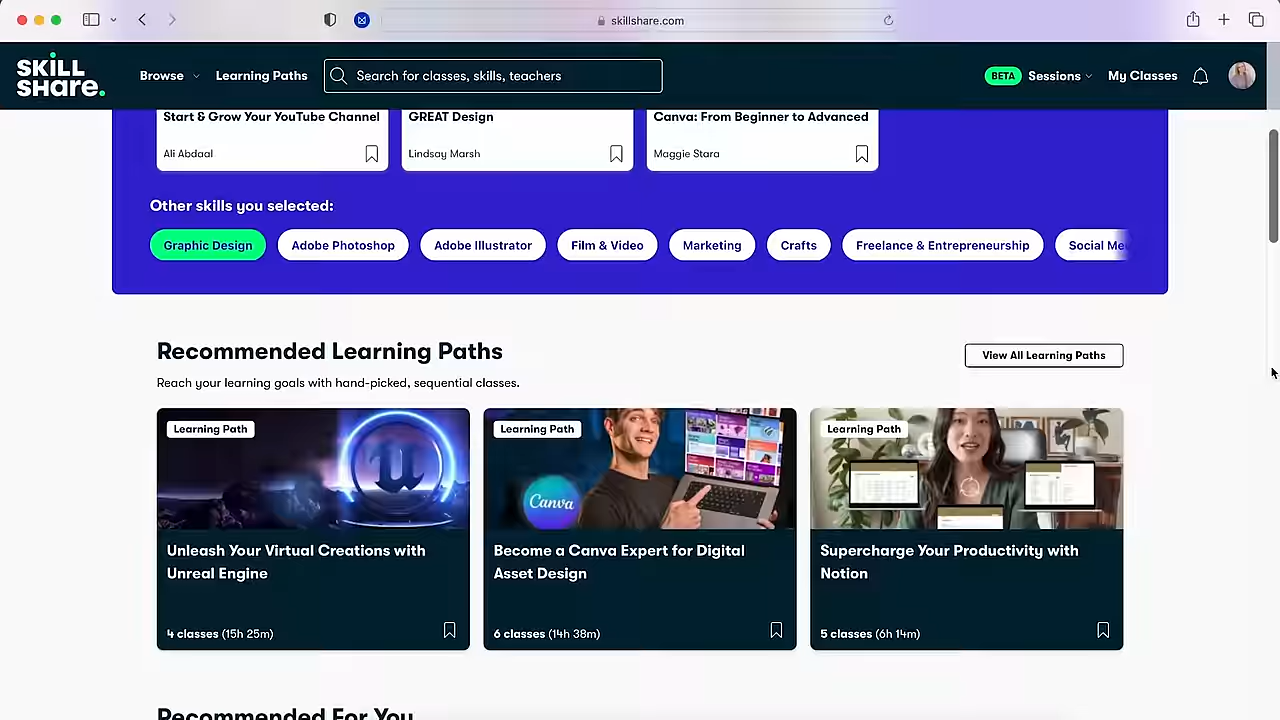 skillshare.com
SKILL
SHARE.
Browse
Learning Paths
Search for classes, skills, teachers
BETA
Sessions
My Classes
Start & Grow Your YouTube Channel
GREAT Design
Canva: From Beginner to Advanced
Ali Abdaal
Lindsay Marsh
Maggie Stara
Other skills you selected:
Graphic Design
Adobe Photoshop
Adobe Illustrator
Film & Video
Marketing
Crafts
Freelance & Entrepreneurship
Social Me
Recommended Learning Paths
View All Learning Paths
Reach your learning goals with hand-picked, sequential classes.
Learning Path
U
Unleash Your Virtual Creations with
Unreal Engine
4 classes (15h 25m)
Learning Path
Canva
Become a Canva Expert for Digital
Asset Design
6 classes (14h 38m)
Learning Path
Supercharge Your Productivity with
Notion
5 classes (6h 14m)
Recommended For You